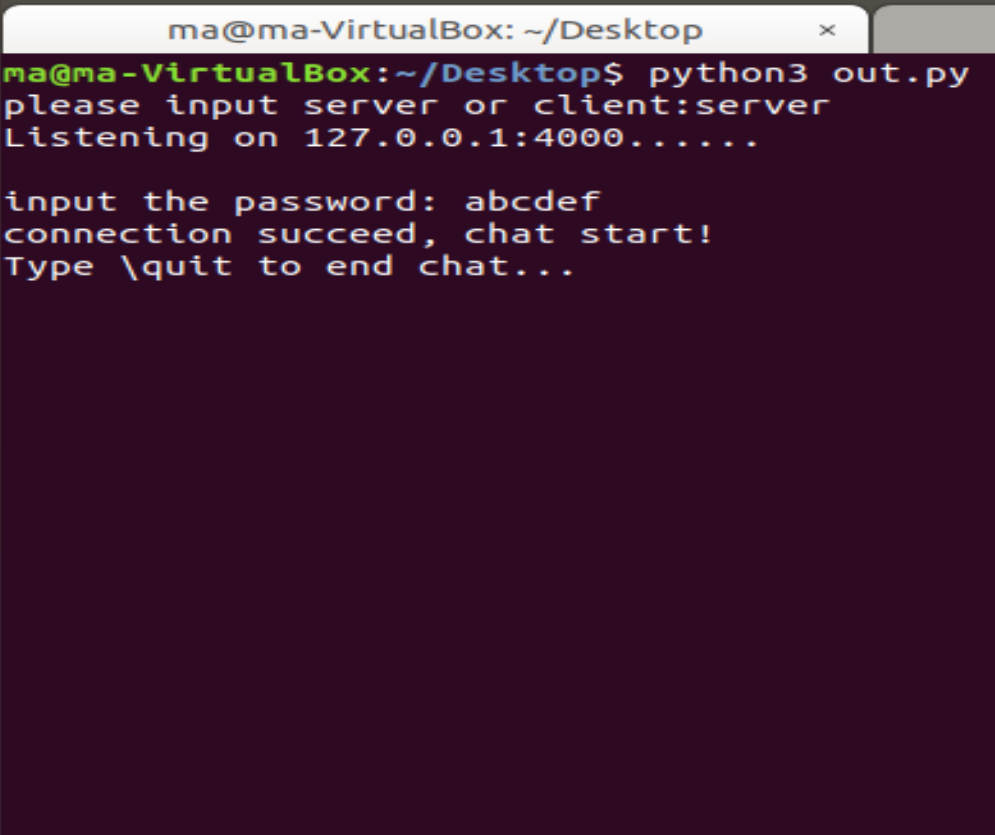 ma@ma-VirtualBox: ~/Desktop ×
ma@ma-VirtualBox:~/Desktop$ python3 out.py
please input server or client:server
Listening on 127.0.0.1:4000......
input the password: abcdef
connection succeed, chat start!
Type \quit to end chat...